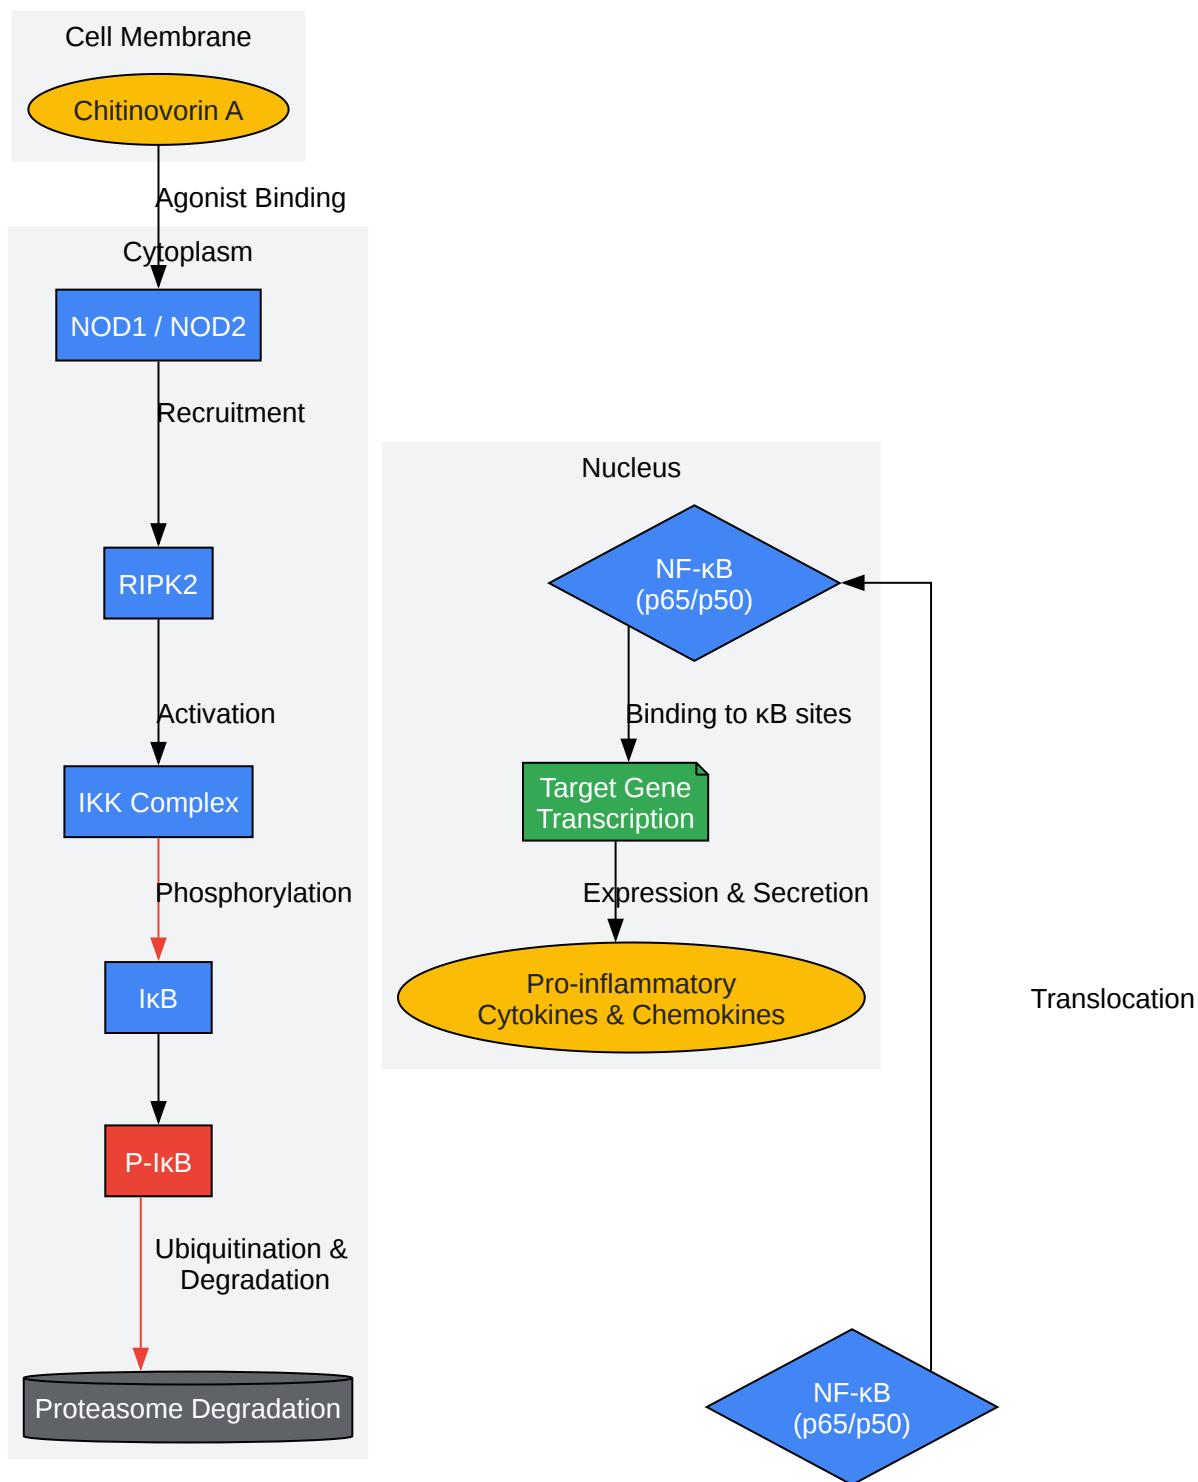 Cell Membrane
Chitinovorin A
Agonist Binding
Cytoplasm
NOD1 / NOD2
Recruitment
RIPK2
Activation
IKK Complex
Phosphorylation
IκB
P-IκB
Ubiquitination &
Degradation
Proteasome Degradation
Nucleus
NF-κB
(p65/p50)
Binding to κB sites
Target Gene
Transcription
Expression & Secretion
Pro-inflammatory
Cytokines & Chemokines
Translocation
NF-κB
(p65/p50)